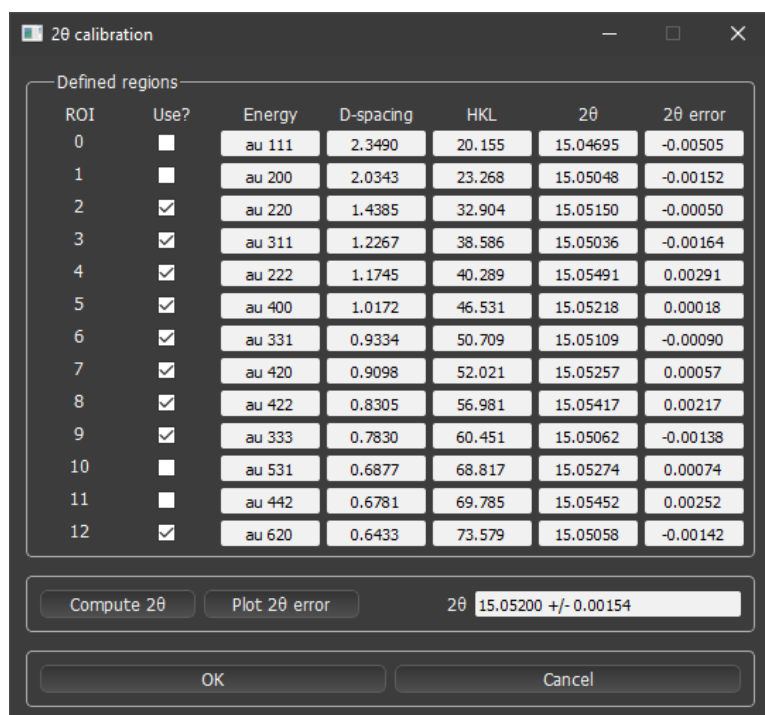 2θ calibration
Defined regions
ROI Use? Energy D-spacing HKL 2θ 2θ error
0 au 111 2.3490 20.155 15.04695 -0.00505
1 au 200 2.0343 23.268 15.05048 -0.00152
2 au 220 1.4385 32.904 15.05150 -0.00050
3 au 311 1.2267 38.586 15.05036 -0.00164
4 au 222 1.1745 40.289 15.05491 0.00291
5 au 400 1.0172 46.531 15.05218 0.00018
6 au 331 0.9334 50.709 15.05109 -0.00090
7 au 420 0.9098 52.021 15.05257 0.00057
8 au 422 0.8305 56.981 15.05417 0.00217
9 au 333 0.7830 60.451 15.05062 -0.00138
10 au 531 0.6877 68.817 15.05274 0.00074
11 au 442 0.6781 69.785 15.05452 0.00252
12 au 620 0.6433 73.579 15.05058 -0.00142
Compute 2θ Plot 2θ error 2θ 15.05200 +/- 0.00154
OK Cancel